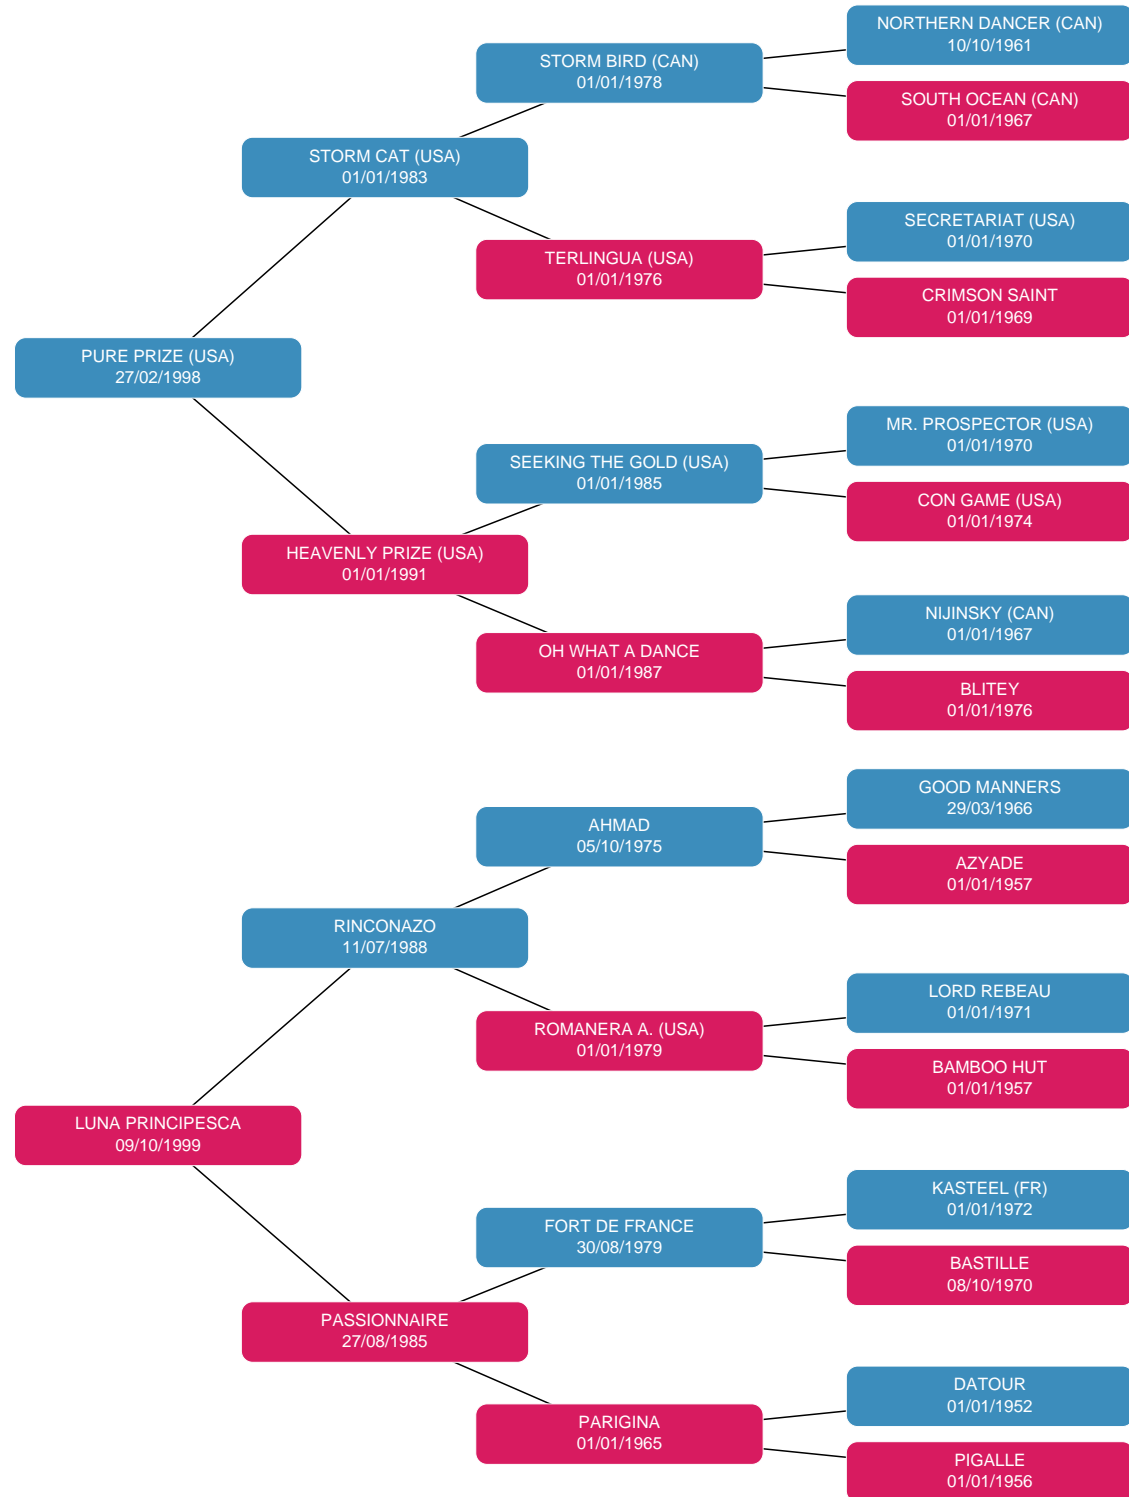 NORTHERN DANCER (CAN)
10/10/1961
STORM BIRD (CAN)
01/01/1978
SOUTH OCEAN (CAN)
01/01/1967
STORM CAT (USA)
01/01/1983
SECRETARIAT (USA)
01/01/1970
TERLINGUA (USA)
01/01/1976
CRIMSON SAINT
01/01/1969
PURE PRIZE (USA)
27/02/1998
MR. PROSPECTOR (USA)
01/01/1970
SEEKING THE GOLD (USA)
01/01/1985
CON GAME (USA)
01/01/1974
HEAVENLY PRIZE (USA)
01/01/1991
NIJINSKY (CAN)
01/01/1967
OH WHAT A DANCE
01/01/1987
BLITEY
01/01/1976
GOOD MANNERS
29/03/1966
AHMAD
05/10/1975
AZYADE
01/01/1957
RINCONAZO
11/07/1988
LORD REBEAU
01/01/1971
ROMANERA A. (USA)
01/01/1979
BAMBOO HUT
01/01/1957
LUNA PRINCIPESCA
09/10/1999
KASTEEL (FR)
01/01/1972
FORT DE FRANCE
30/08/1979
BASTILLE
08/10/1970
PASSIONNAIRE
27/08/1985
DATOUR
01/01/1952
PARIGINA
01/01/1965
PIGALLE
01/01/1956